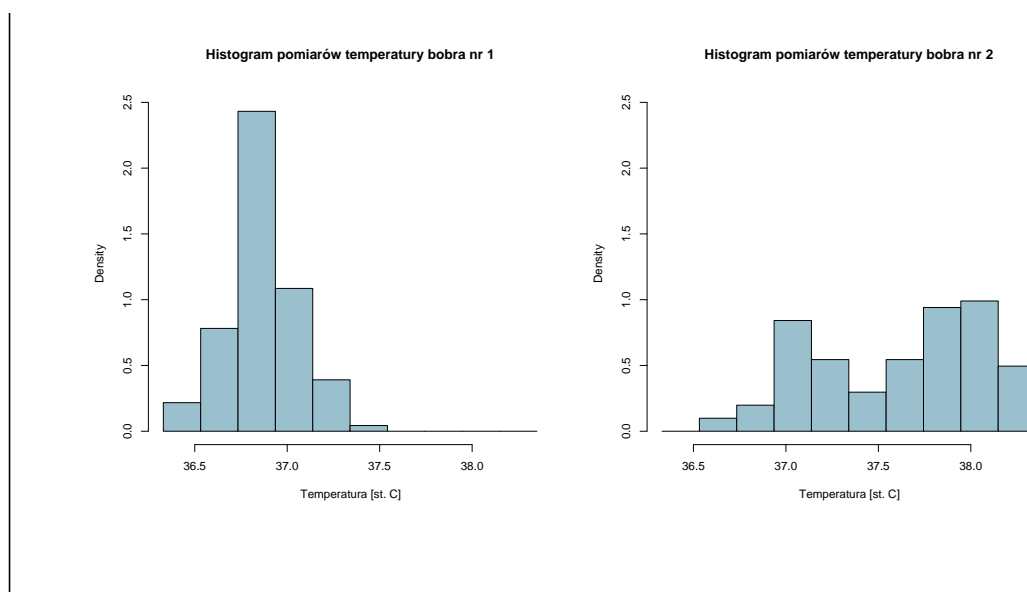 Histogram pomiarów temperatury bobra nr 1
2.5
2.0
1.5
1.0
0.5
0.0
Density
36.5 37.0 37.5 38.0
Temperatura [st. C]
Histogram pomiarów temperatury bobra nr 2
2.5
2.0
1.5
1.0
0.5
0.0
Density
36.5 37.0 37.5 38.0
Temperatura [st. C]